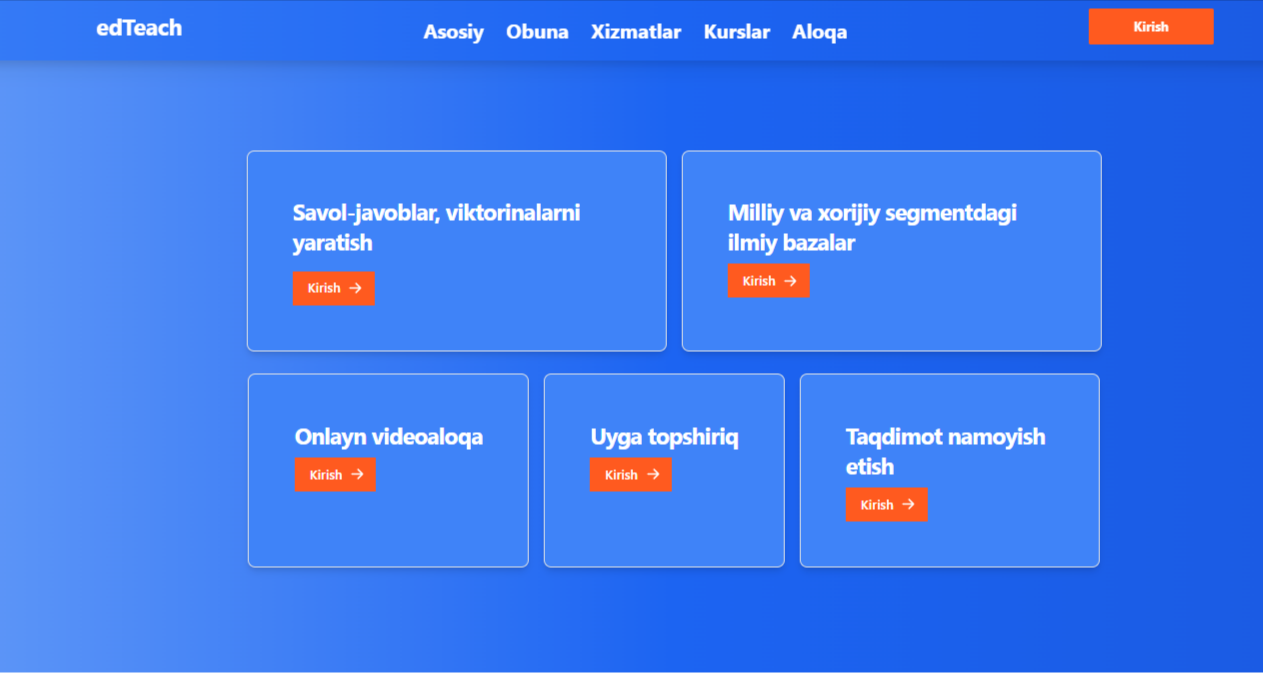 edTeach
Asosiy Obuna Xizmatlar Kurslar Aloqa
Kirish
Savol-javoblar, viktorinalarni
yaratish
Kirish →
Milliy va xorijiy segmentdagi
ilmiy bazalar
Kirish →
Onlayn videoaloqa
Kirish →
Uyga topshiriq
Kirish →
Taqdimot namoyish
etish
Kirish →